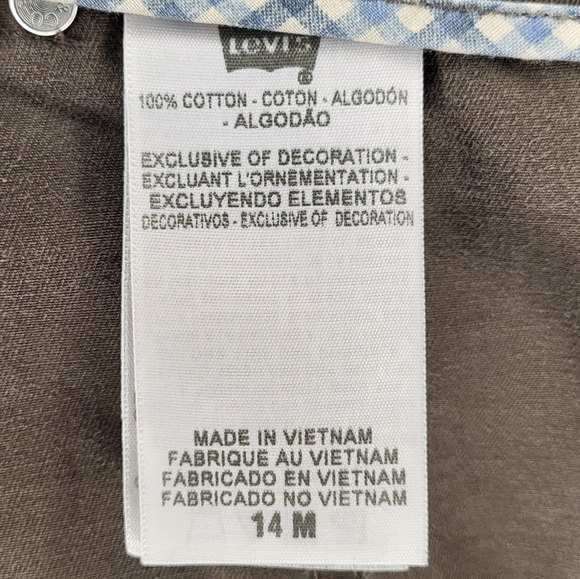 Levi's
100% COTTON - COTON - ALGODÓN
- ALGODÃO
EXCLUSIVE OF DECORATION -
EXCLUANT L'ORNEMENTATION -
EXCLUYENDO ELEMENTOS
DECORATIVOS - EXCLUSIVE OF DECORATION
MADE IN VIETNAM
FABRIQUE AU VIETNAM
FABRICADO EN VIETNAM
FABRICADO NO VIETNAM
14 M